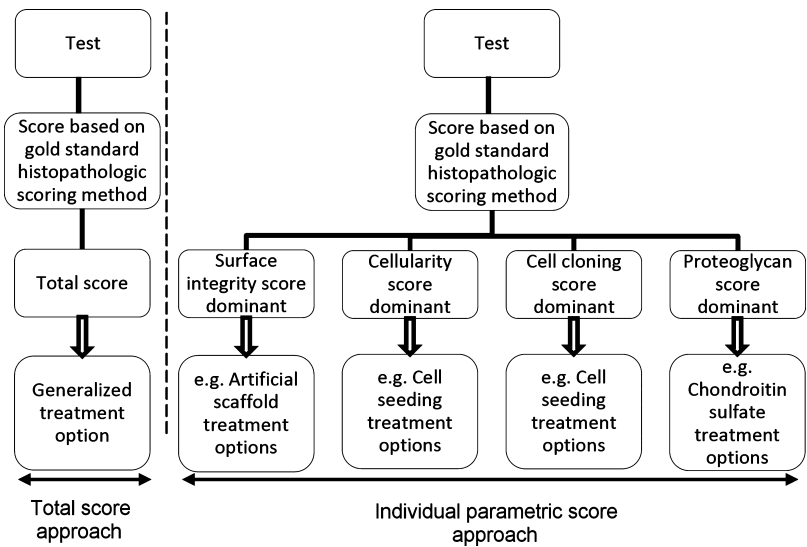 Test
Score based on
gold standard
histopathologic
scoring method
Total score
Generalized
treatment
option
Total score
approach
Test
Score based on
gold standard
histopathologic
scoring method
Surface
integrity score
dominant
Cellularity
score
dominant
Cell cloning
score
dominant
Proteoglycan
score
dominant
e.g. Artificial
scaffold
treatment
options
e.g. Cell
seeding
treatment
options
e.g. Cell
seeding
treatment
options
e.g.
Chondroitin
sulfate
treatment
options
Individual parametric score
approach